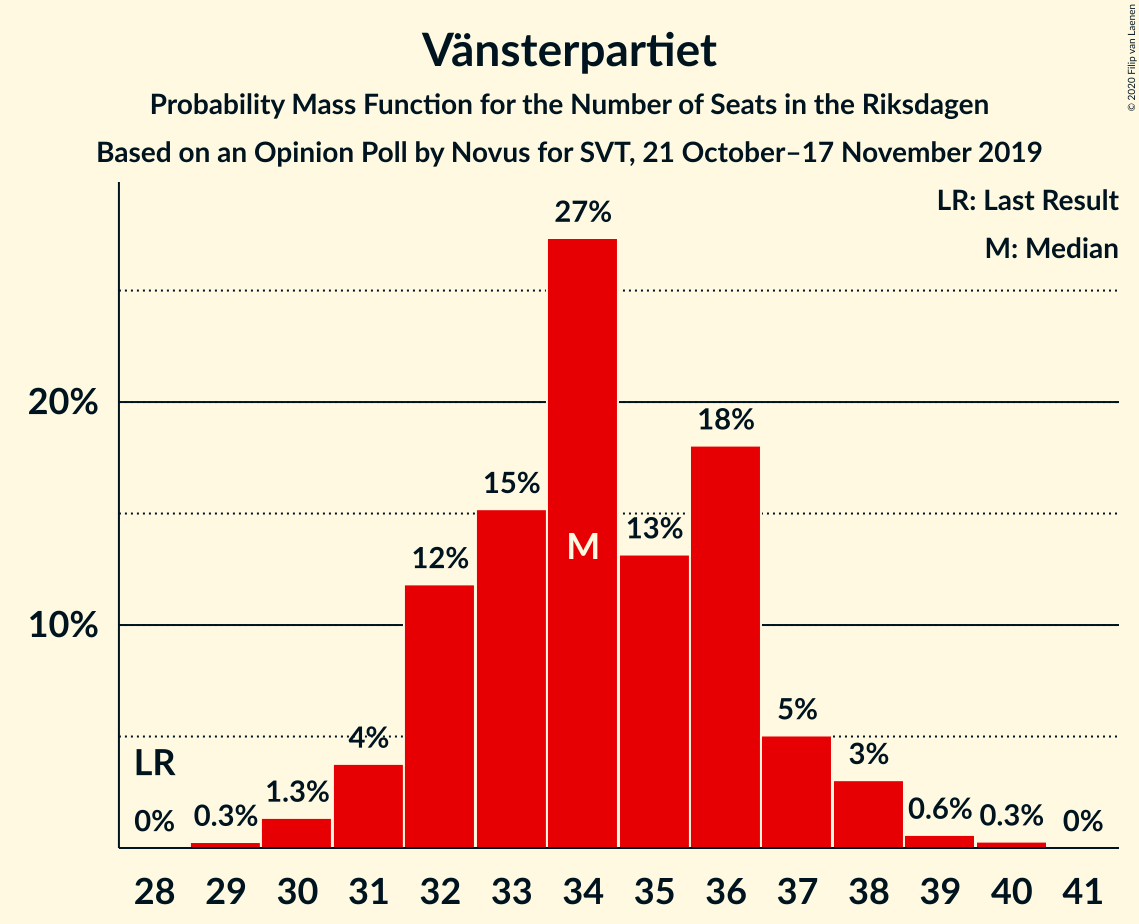 Vänsterpartiet
Probability Mass Function for the Number of Seats in the Riksdagen
Based on an Opinion Poll by Novus for SVT, 21 October–17 November 2019
© 2020 Filip van Laenen
LR: Last Result
M: Median
27%
20%
18%
15%
13%
M
12%
10%
5%
4%
3%
LR
1.3%
0% 0.3% 0.6% 0.3% 0%
28 29 30 31 32 33 34 35 36 37 38 39 40 41